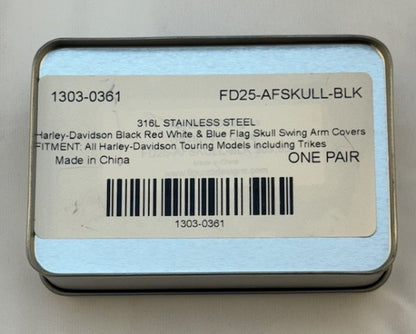 1303-0361 FD25-AFSKULL-BLK
316L STAINLESS STEEL
Harley-Davidson Black Red White & Blue Flag Skull Swing Arm Covers
FITMENT: All Harley-Davidson Touring Models including Trikes
Made in China ONE PAIR
1303-0361